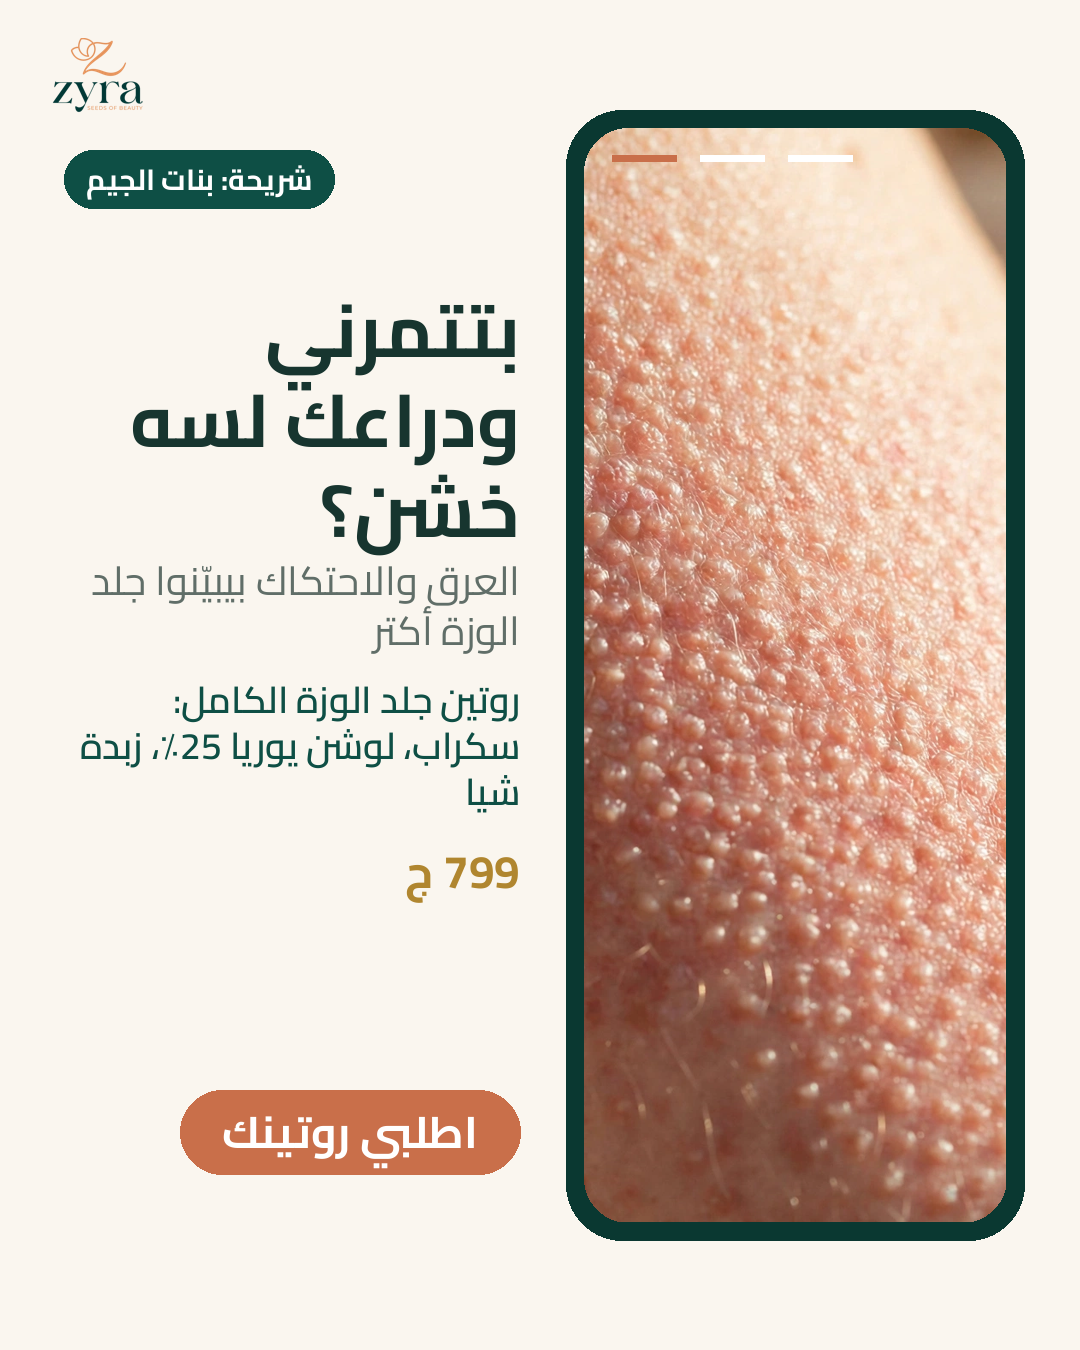 zyra
SEEDS OF BEAUTY
شريحة: بنات الجيم
بتتمرني
ودراعك لسه
خشن؟
العرق والاحتكاك بيبيّنوا جلد
الوزة أكتر
روتين جلد الوزة الكامل:
سكراب، لوشن يوريا 25٪، زبدة
شيا
799 ج
اطلبي روتينك